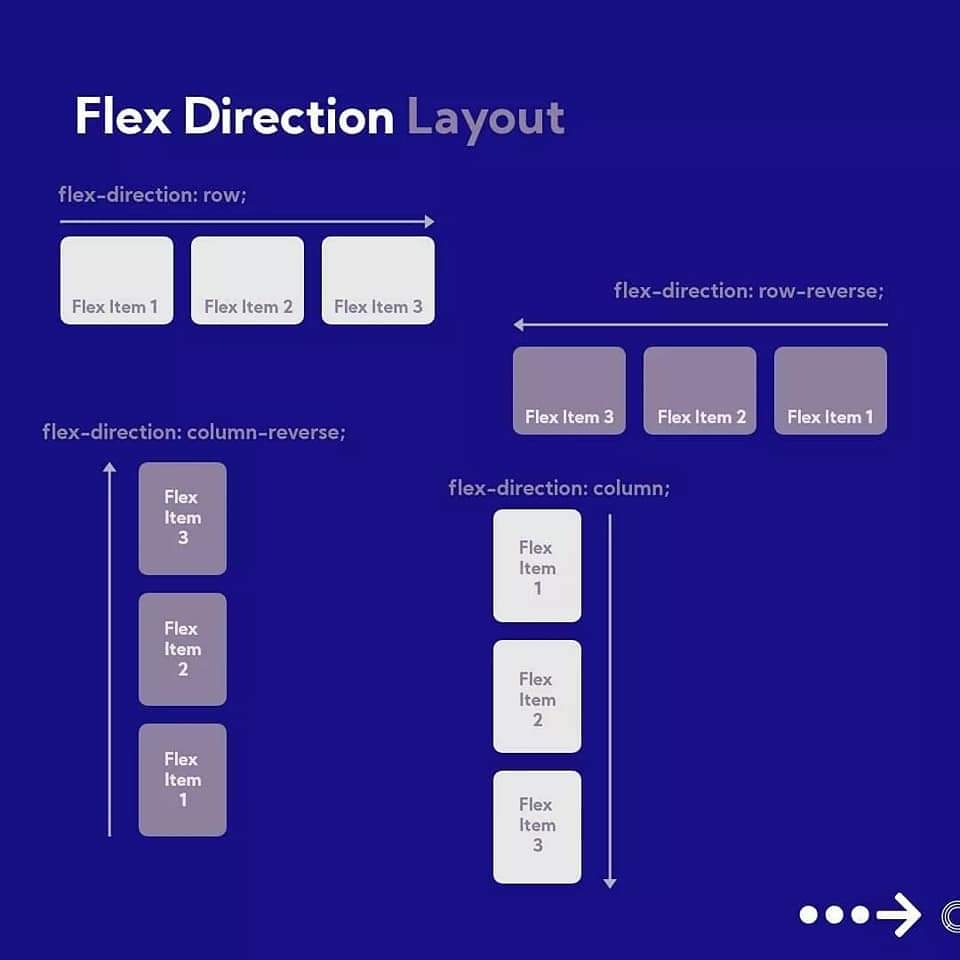 Flex Direction Layout
flex-direction: row;
Flex Item 1
Flex Item 2
Flex Item 3
flex-direction: row-reverse;
Flex Item 3
Flex Item 2
Flex Item 1
flex-direction: column-reverse;
Flex
Item
3
Flex
Item
2
Flex
Item
1
flex-direction: column;
Flex
Item
1
Flex
Item
2
Flex
Item
3